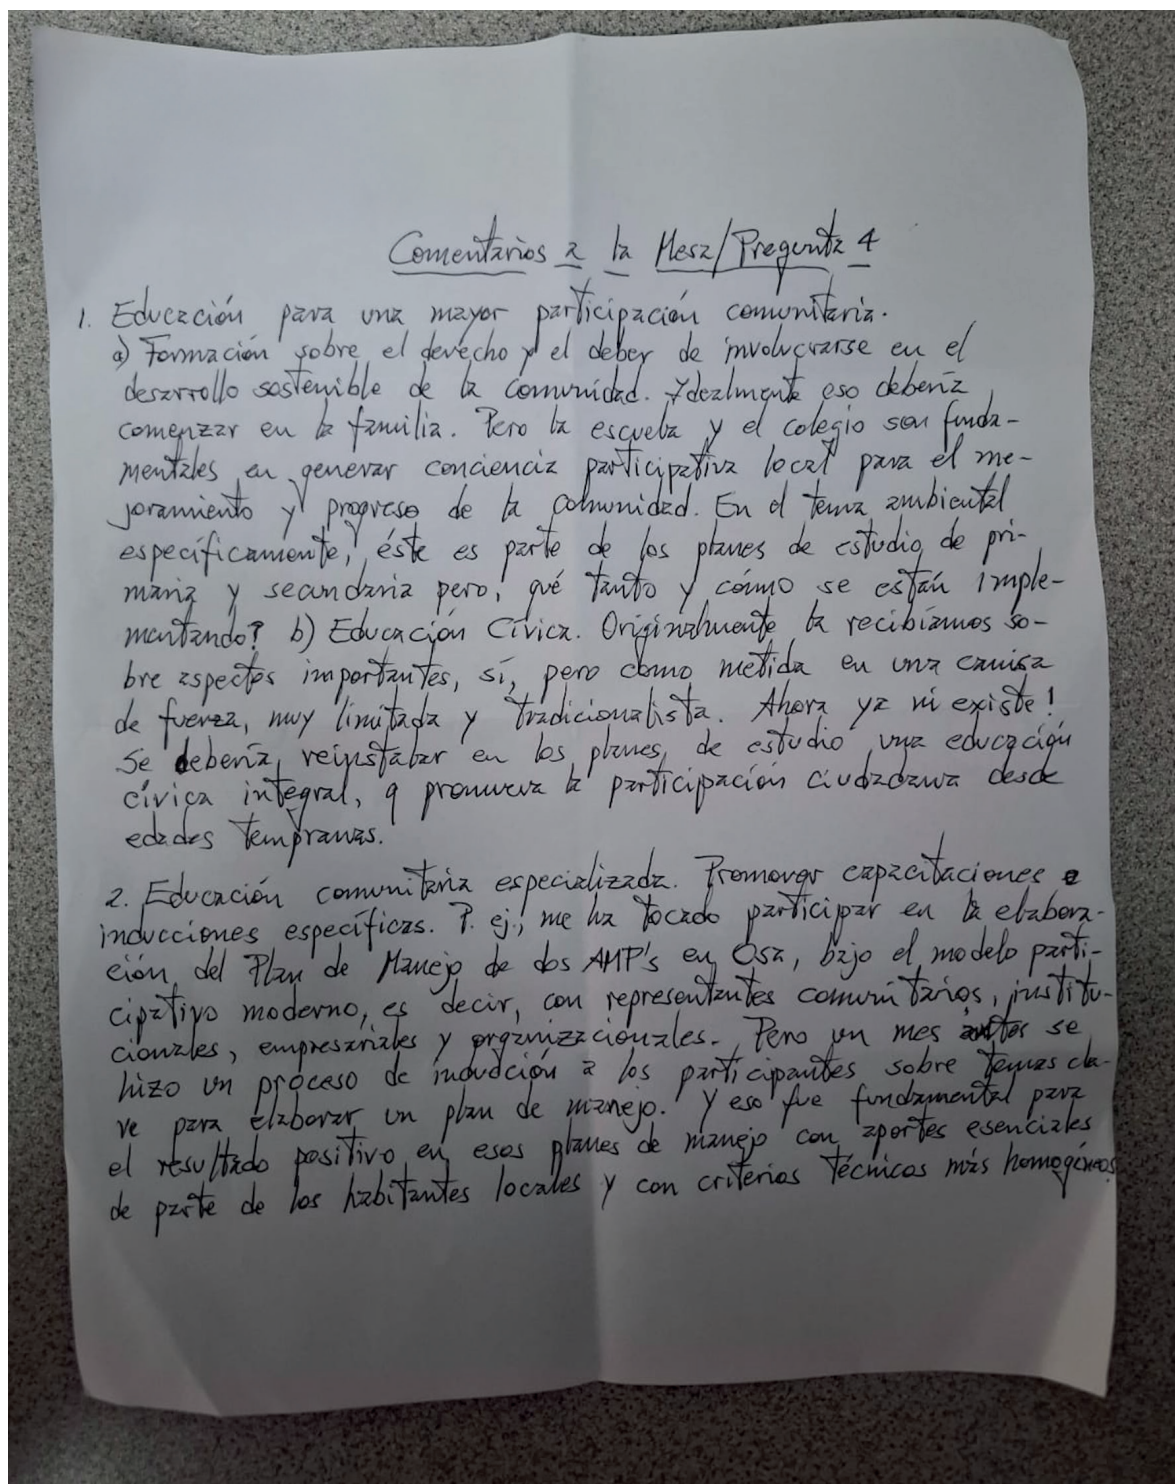 Comentarios a la Mesa/Pregunta 4
1. Educación para una mayor participación comunitaria.
a) Formación sobre el derecho y el deber de involucrarse en el
desarrollo sostenible de la comunidad. Idealmente eso debería
comenzar en la familia. Pero la escuela y el colegio son funda-
mentales en generar conciencia participativa local para el me-
joramiento y progreso de la comunidad. En el tema ambiental
específicamente, éste es parte de los planes de estudio de pri-
maria y secundaria pero, qué tanto y cómo se están imple-
mentando? b) Educación Cívica. Originalmente la recibíamos so-
bre aspectos importantes, sí, pero como metida en una camisa
de fuerza, muy limitada y tradicionalista. Ahora ya ni existe!
Se debería reinstalar en los planes de estudio una educación
cívica integral, q promueva la participación ciudadana desde
edades tempranas.
2. Educación comunitaria especializada. Promover capacitaciones e
inducciones específicas. P. ej., me ha tocado participar en la elabora-
ción del Plan de Manejo de dos AMP's en Osa, bajo el modelo parti-
cipativo moderno, es decir, con representantes comunitarios, institu-
cionales, empresariales y organizacionales. Pero un mes antes se
hizo un proceso de inducción a los participantes sobre temas cla-
ve para elaborar un plan de manejo. Y eso fue fundamental para
el resultado positivo en esos planes de manejo con aportes esenciales
de parte de los habitantes locales y con criterios técnicos más homogéneos.